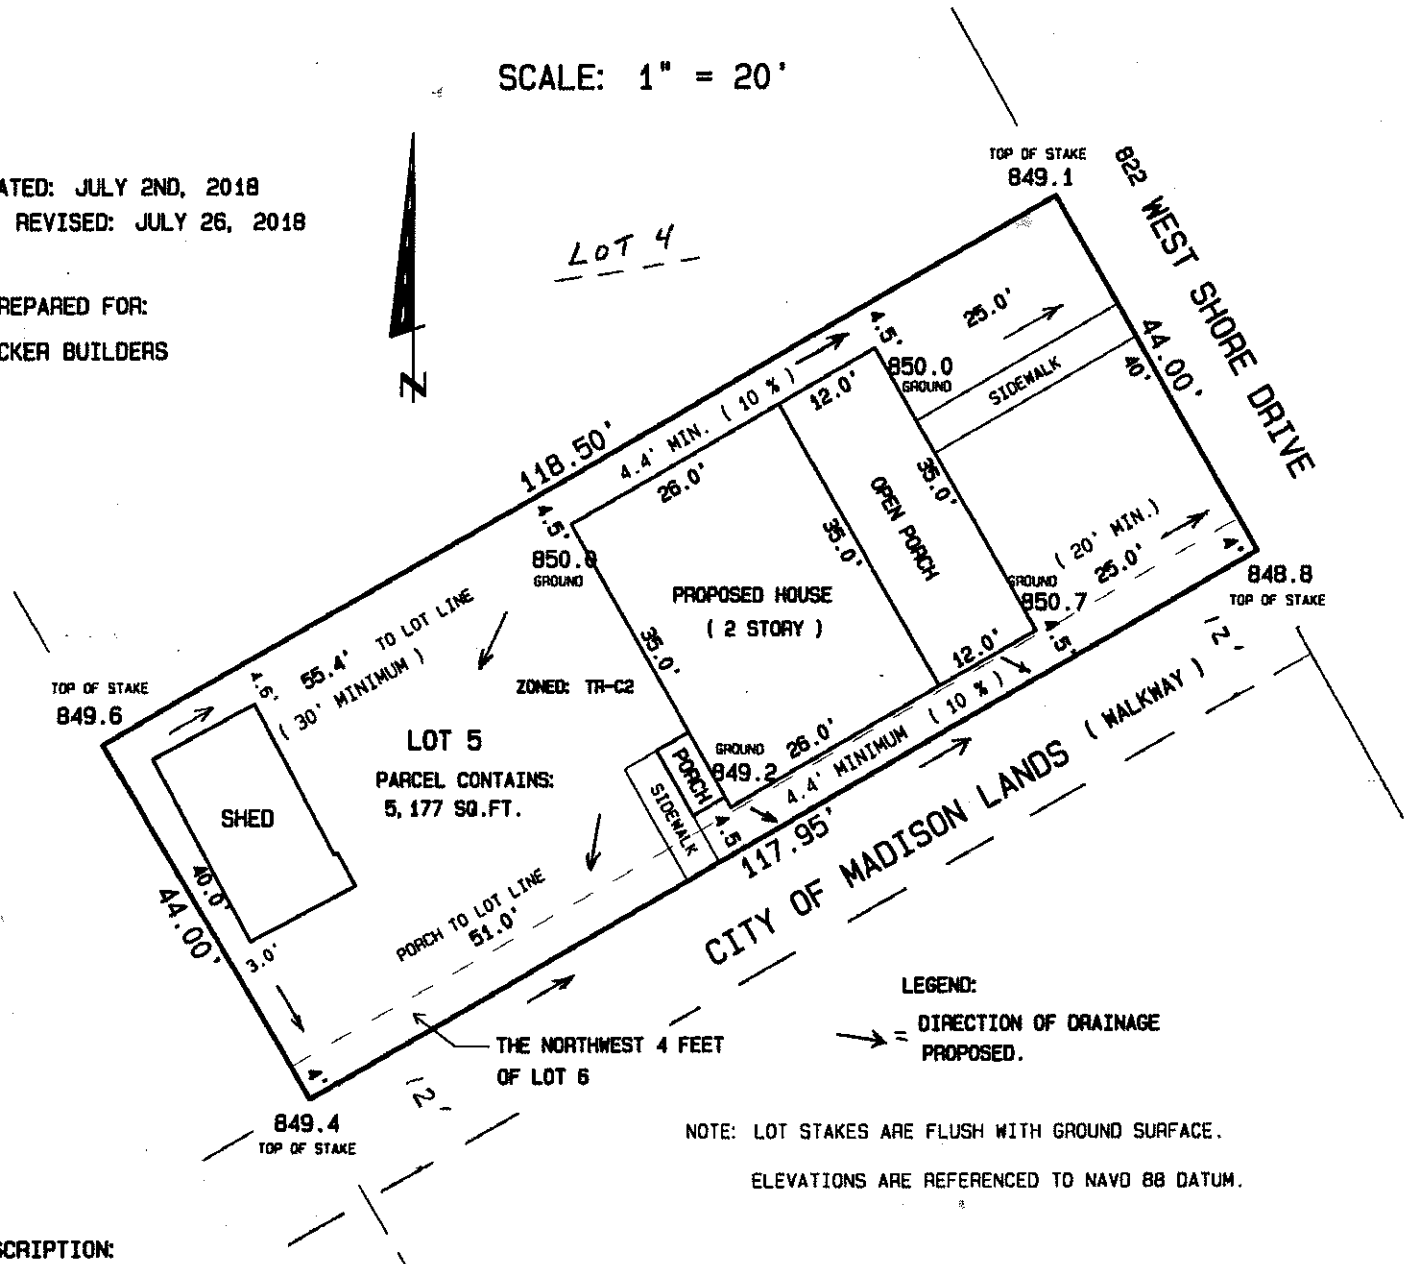 SCALE: 1" = 20'
ATED: JULY 2ND, 2018
REVISED: JULY 26, 2018
REPARED FOR:
CKER BUILDERS
N
LOT 4
TOP OF STAKE
849.1
822 WEST SHORE DRIVE
44.00'
40'
25.0'
SIDEWALK
4.5'
850.0
GROUND
118.50'
4.4' MIN. ( 10 % )
12.0'
26.0'
35.0'
OPEN PORCH
35.0'
4.5'
850.8
GROUND
PROPOSED HOUSE
( 2 STORY )
35.0'
( 20' MIN. )
25.0'
4'
GROUND
850.7
848.8
TOP OF STAKE
12'
4.5'
12.0'
26.0'
4.4' MINIMUM ( 10 % )
55.4' TO LOT LINE
( 30' MINIMUM )
4.6'
ZONED: TR-C2
TOP OF STAKE
849.6
LOT 5
PARCEL CONTAINS:
5,177 SQ.FT.
GROUND
849.2
PORCH
SIDEWALK
4.5
117.95'
SHED
40.0'
44.00'
3.0'
PORCH TO LOT LINE
51.0'
CITY OF MADISON LANDS ( WALKWAY )
THE NORTHWEST 4 FEET
OF LOT 6
4'
12'
849.4
TOP OF STAKE
LEGEND:
= DIRECTION OF DRAINAGE
PROPOSED.
NOTE: LOT STAKES ARE FLUSH WITH GROUND SURFACE.
ELEVATIONS ARE REFERENCED TO NAVD 88 DATUM.
SCRIPTION: